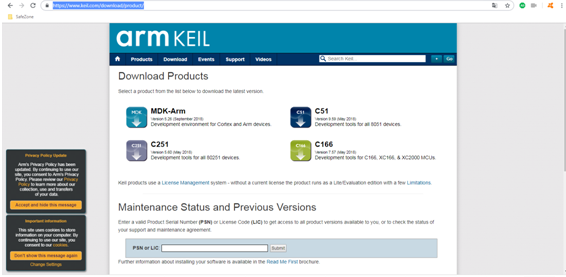 https://www.keil.com/download/product/
SafeZone
arm KEIL
Products Download Events Support Videos
Search Keil...
Go
Download Products
Select a product from the list below to download the latest version.
MDK-Arm
Version 5.26 (September 2018)
Development environment for Cortex and Arm devices.
C51
Version 9.59 (May 2018)
Development tools for all 8051 devices.
C251
Version 5.60 (May 2018)
Development tools for all 80251 devices.
C166
Version 7.57 (May 2018)
Development tools for C166, XC166, & XC2000 MCUs.
Keil products use a License Management system - without a current license the product runs as a Lite/Evaluation edition with a few Limitations.
Maintenance Status and Previous Versions
Enter a valid Product Serial Number (PSN) or License Code (LIC) to get access to all product versions available to you, or to check the status of
your support and maintenance agreement.
PSN or LIC
Submit
Further information about installing your software is available in the Read Me First brochure.
Privacy Policy Update
Arm's Privacy Policy has been
updated. By continuing to use our
site, you consent to Arm's Privacy
Policy. Please review our Privacy
Policy to learn more about our
collection, use and transfers
of your data.
Accept and hide this message
Important information
This site uses cookies to store
information on your computer. By
continuing to use our site, you
consent to our cookies.
Don't show this message again
Change Settings